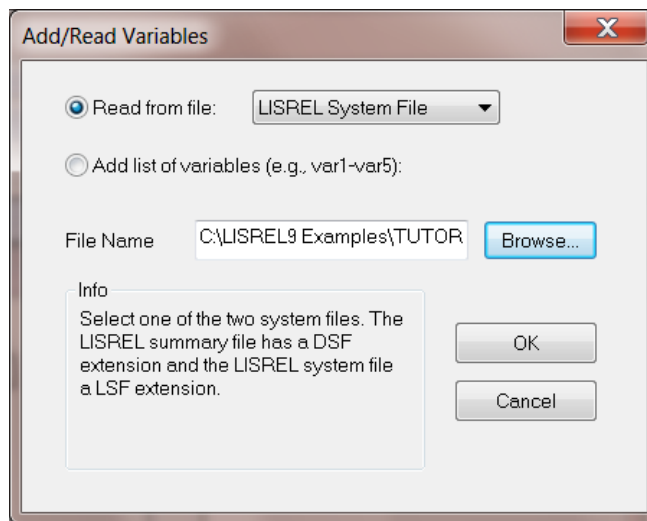 Add/Read Variables
X
Read from file: LISREL System File
Add list of variables (e.g., var1-var5):
File Name C:\LISREL9 Examples\TUTOR Browse...
Info
Select one of the two system files. The
LISREL summary file has a DSF
extension and the LISREL system file
a LSF extension.
OK
Cancel